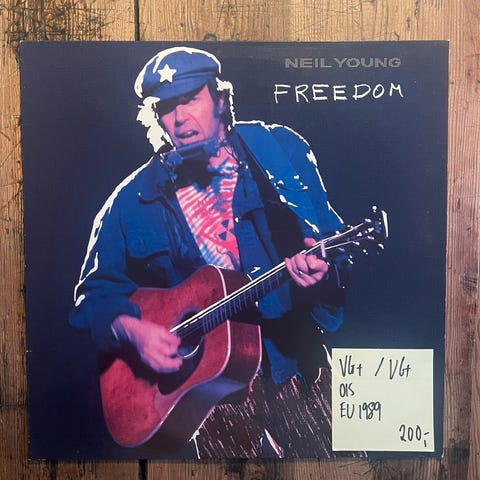 NEIL YOUNG
FREEDOM
VG+ / VG+
OIS
EU 1989
200,-